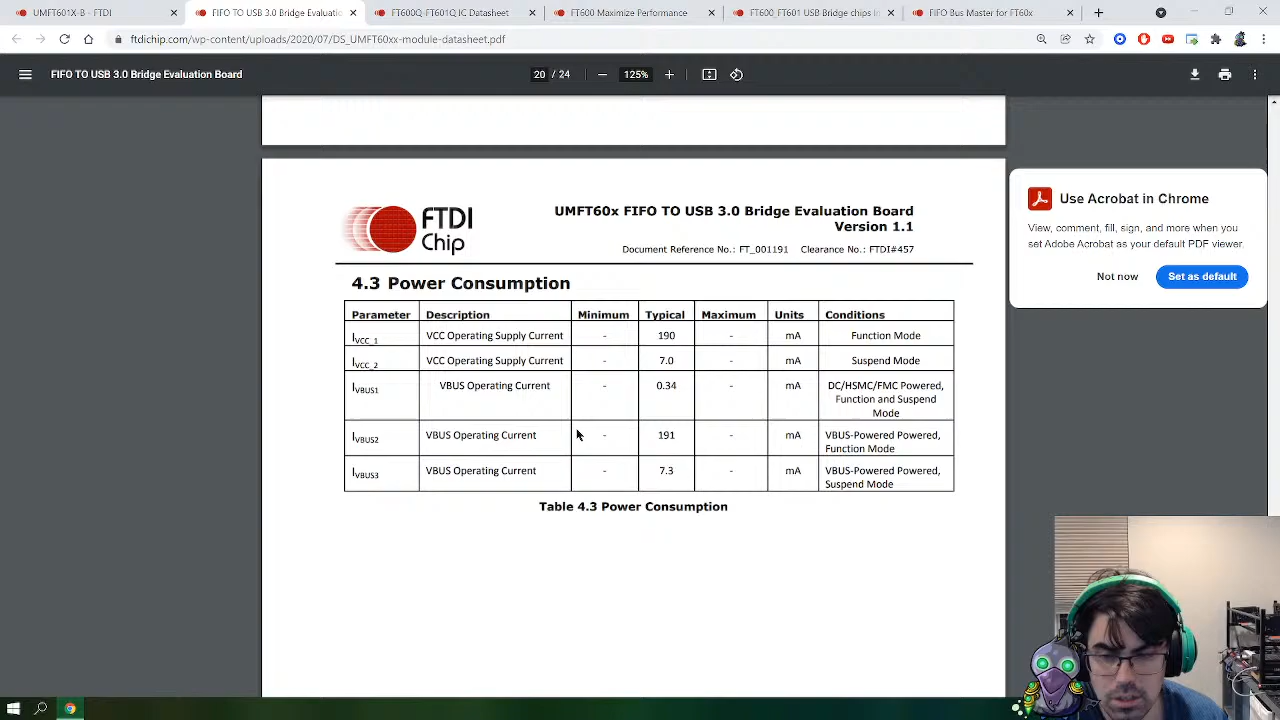 UMFT601X-B - FTDI
FIFO TO USB 3.0 Bridge Evaluatio
FT600Q-FT601Q IC Datasheet
FT600 Maximize Performance
FT600_FT601 USB Bridge chips in
FIFO Bus Master for FT60x
ftdichip.com/wp-content/uploads/2020/07/DS_UMFT60xx-module-datasheet.pdf
FIFO TO USB 3.0 Bridge Evaluation Board
20 / 24
125%
FTDI
Chip
UMFT60x FIFO TO USB 3.0 Bridge Evaluation Board
Version 1.1
Document Reference No.: FT_001191 Clearance No.: FTDI#457
Use Acrobat in Chrome
View, comment, fill, sign, and more when you
set Adobe Acrobat as your default PDF viewer.
Not now
Set as default
4.3 Power Consumption
Parameter Description Minimum Typical Maximum Units Conditions
IVCC_1 VCC Operating Supply Current - 190 - mA Function Mode
IVCC_2 VCC Operating Supply Current - 7.0 - mA Suspend Mode
IVBUS1 VBUS Operating Current - 0.34 - mA DC/HSMC/FMC Powered,
Function and Suspend
Mode
IVBUS2 VBUS Operating Current - 191 - mA VBUS-Powered Powered,
Function Mode
IVBUS3 VBUS Operating Current - 7.3 - mA VBUS-Powered Powered,
Suspend Mode
Table 4.3 Power Consumption